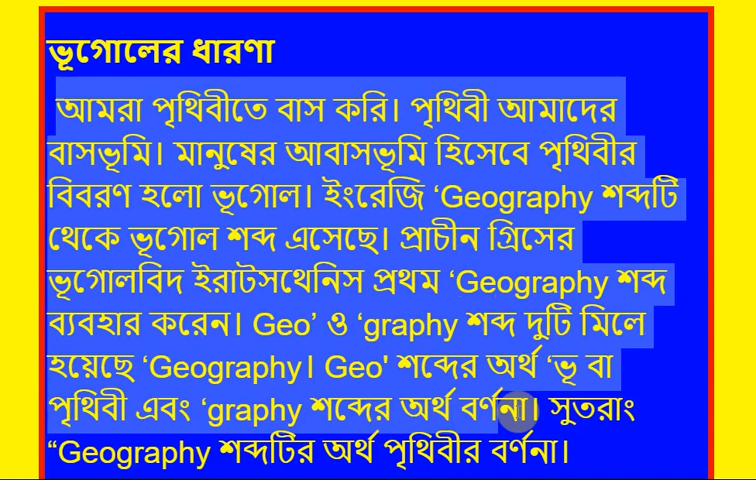 ভূগোলের ধারণা
আমরা পৃথিবীতে বাস করি। পৃথিবী আমাদের
বাসভূমি। মানুষের আবাসভূমি হিসেবে পৃথিবীর
বিবরণ হলো ভূগোল। ইংরেজি ‘Geography শব্দটি
থেকে ভূগোল শব্দ এসেছে। প্রাচীন গ্রিসের
ভূগোলবিদ ইরাটসথেনিস প্রথম ‘Geography শব্দ
ব্যবহার করেন। Geo’ ও ‘graphy শব্দ দুটি মিলে
হয়েছে ‘Geography। Geo' শব্দের অর্থ ‘ভূ বা
পৃথিবী এবং ‘graphy শব্দের অর্থ বর্ণনা। সুতরাং
“Geography শব্দটির অর্থ পৃথিবীর বর্ণনা।